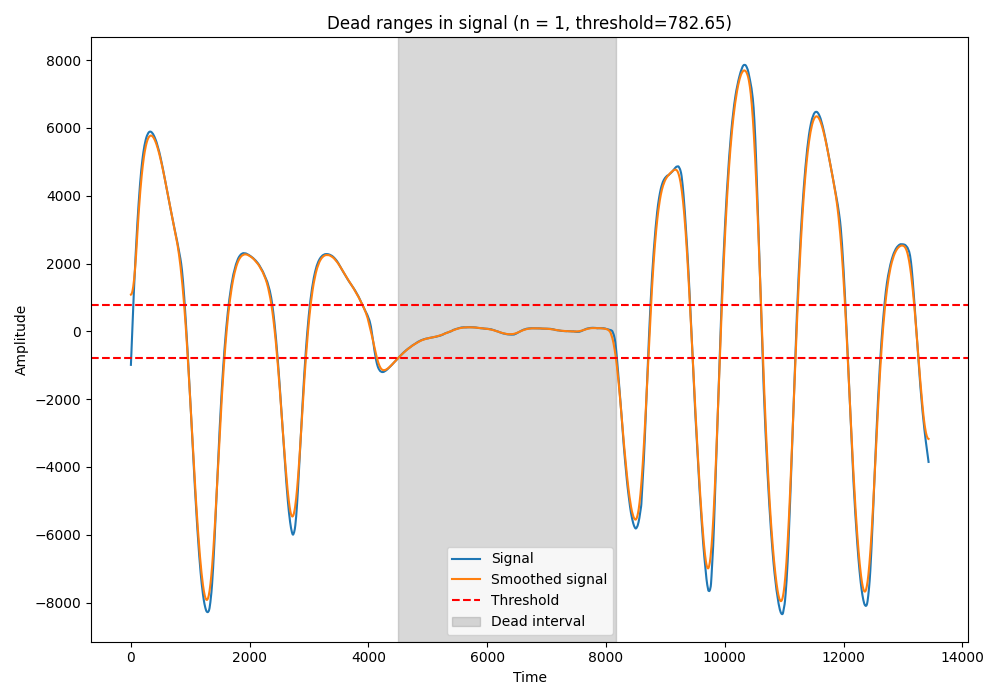 Dead ranges in signal (n = 1, threshold=782.65)
8000
6000
4000
2000
0
−2000
−4000
−6000
−8000
Amplitude
Signal
Smoothed signal
Threshold
Dead interval
0 2000 4000 6000 8000 10000 12000 14000
Time